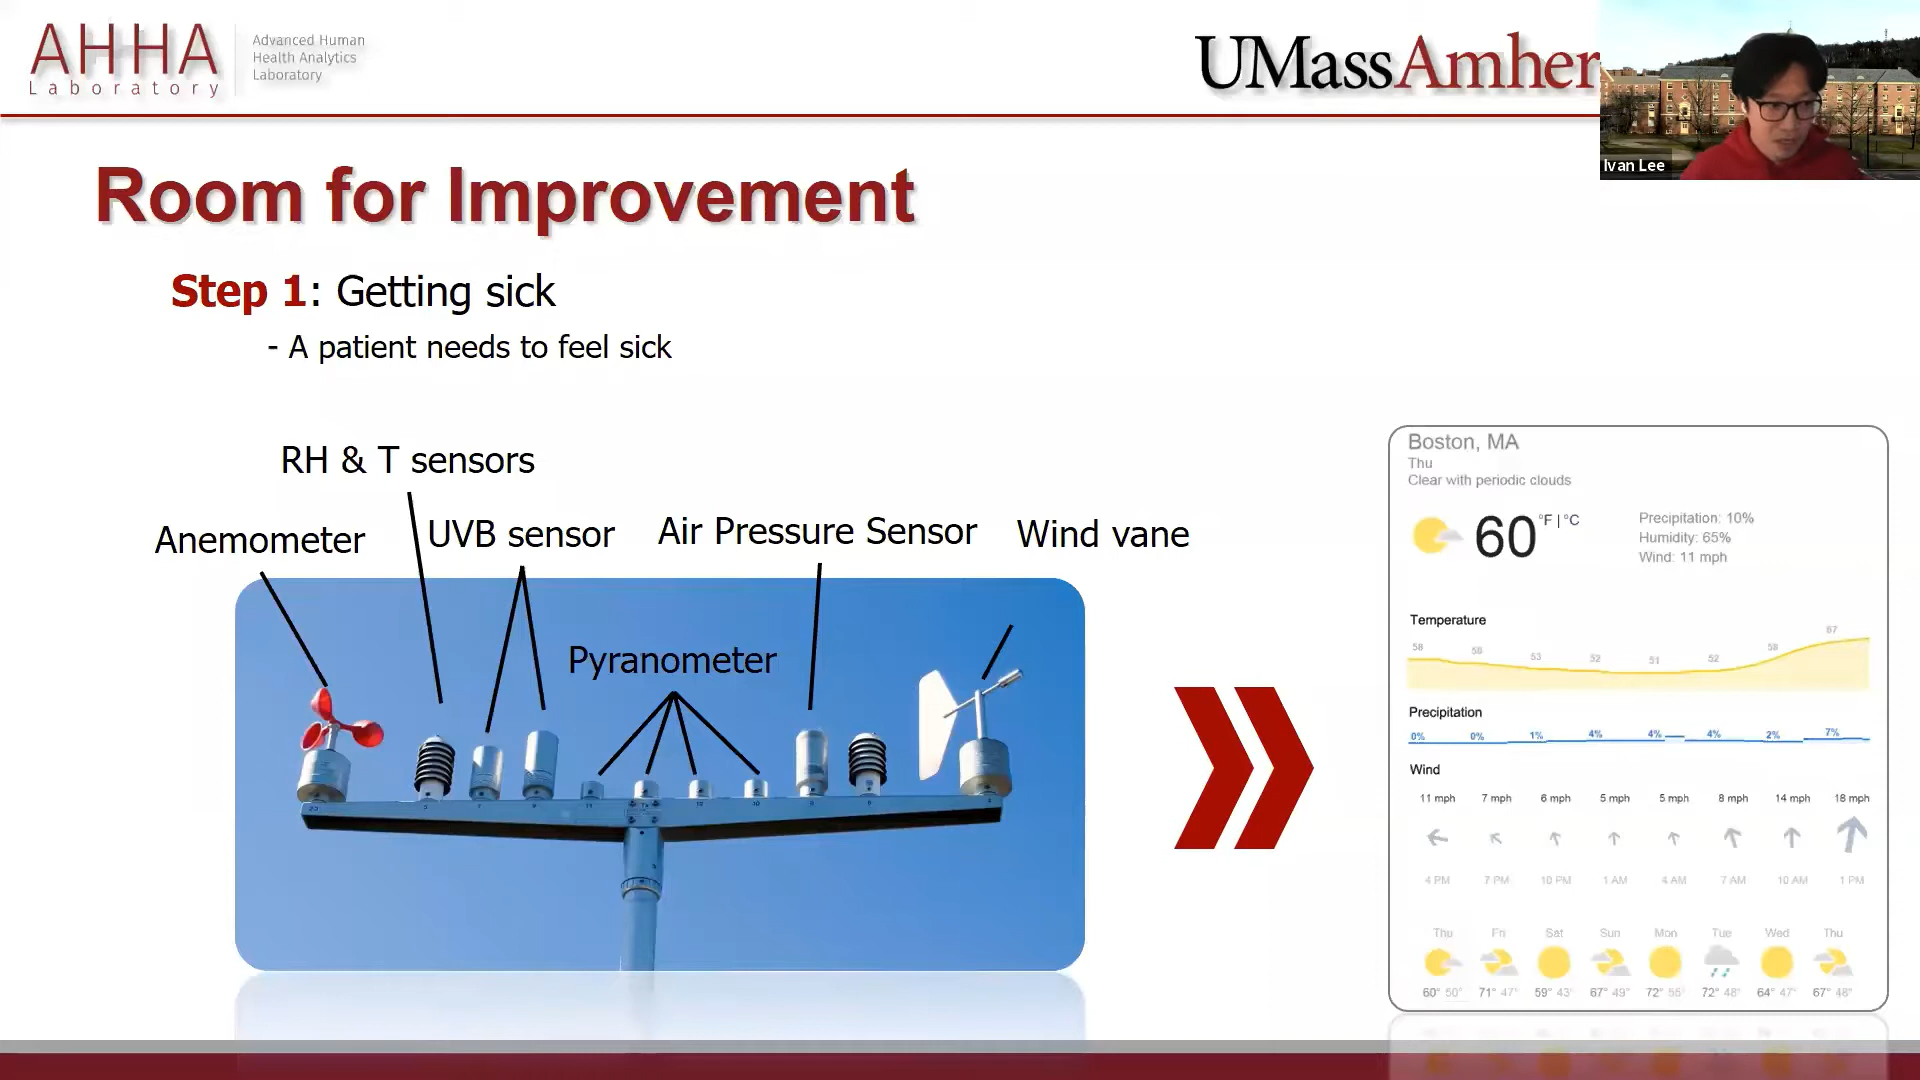 AHHA
Laboratory
Advanced Human
Health Analytics
Laboratory
UMassAmher
Ivan Lee
Room for Improvement
Step 1: Getting sick
- A patient needs to feel sick
RH & T sensors
Anemometer
UVB sensor
Air Pressure Sensor
Wind vane
Pyranometer
Boston, MA
Thu
Clear with periodic clouds
60 °F | °C
Precipitation: 10%
Humidity: 65%
Wind: 11 mph
Temperature
58 58 53 52 51 52 58 67
Precipitation
0% 0% 1% 4% 4% 4% 2% 7%
Wind
11 mph 7 mph 6 mph 5 mph 5 mph 8 mph 14 mph 18 mph
4 PM 7 PM 10 PM 1 AM 4 AM 7 AM 10 AM 1 PM
Thu Fri Sat Sun Mon Tue Wed Thu
60° 50° 71° 47° 59° 43° 67° 49° 72° 55° 72° 48° 64° 47° 67° 48°